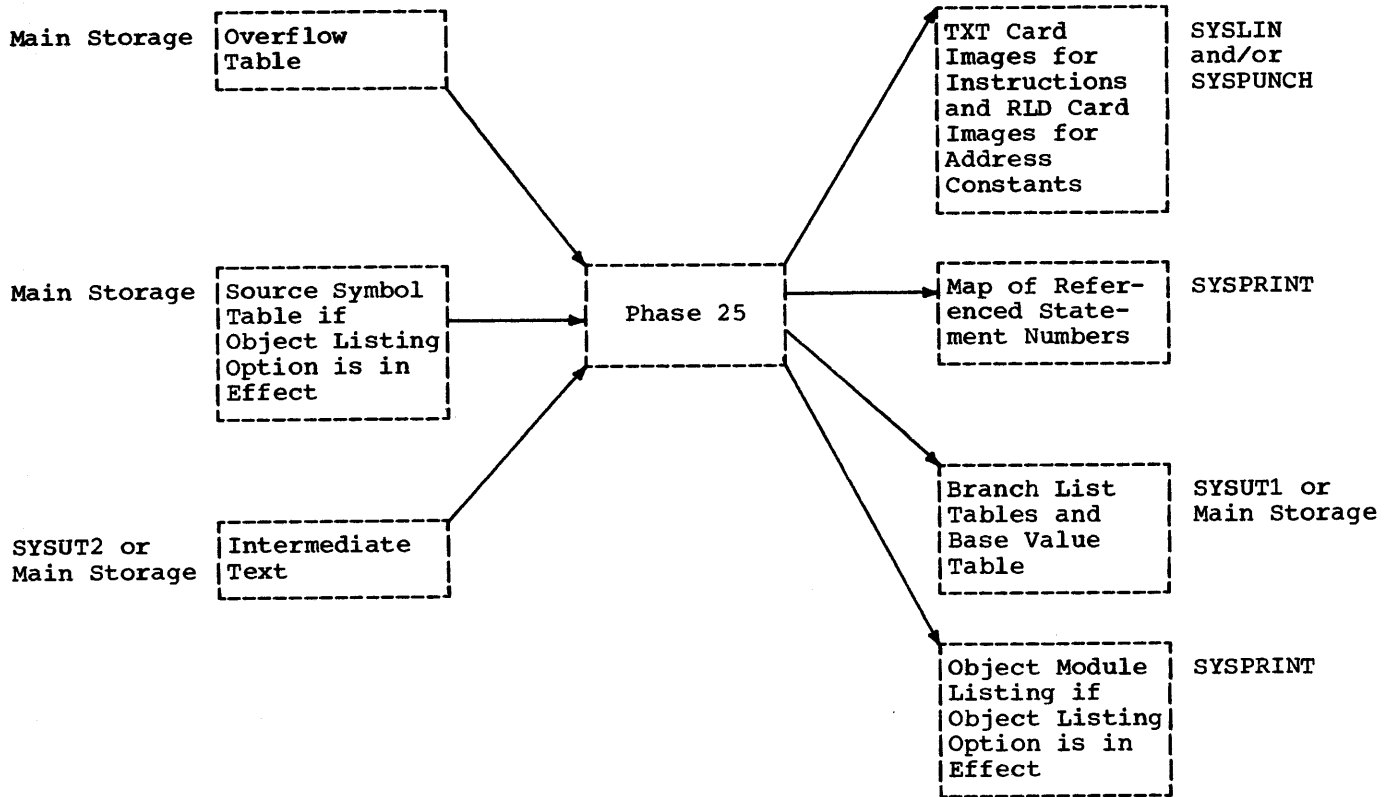 Main Storage
Overflow
Table
Main Storage
Source Symbol
Table if
Object Listing
Option is in
Effect
SYSUT2 or
Main Storage
Intermediate
Text
Phase 25
TXT Card
Images for
Instructions
and RLD Card
Images for
Address
Constants
SYSLIN
and/or
SYSPUNCH
Map of Refer-
enced State-
ment Numbers
SYSPRINT
Branch List
Tables and
Base Value
Table
SYSUT1 or
Main Storage
Object Module
Listing if
Object Listing
Option is in
Effect
SYSPRINT